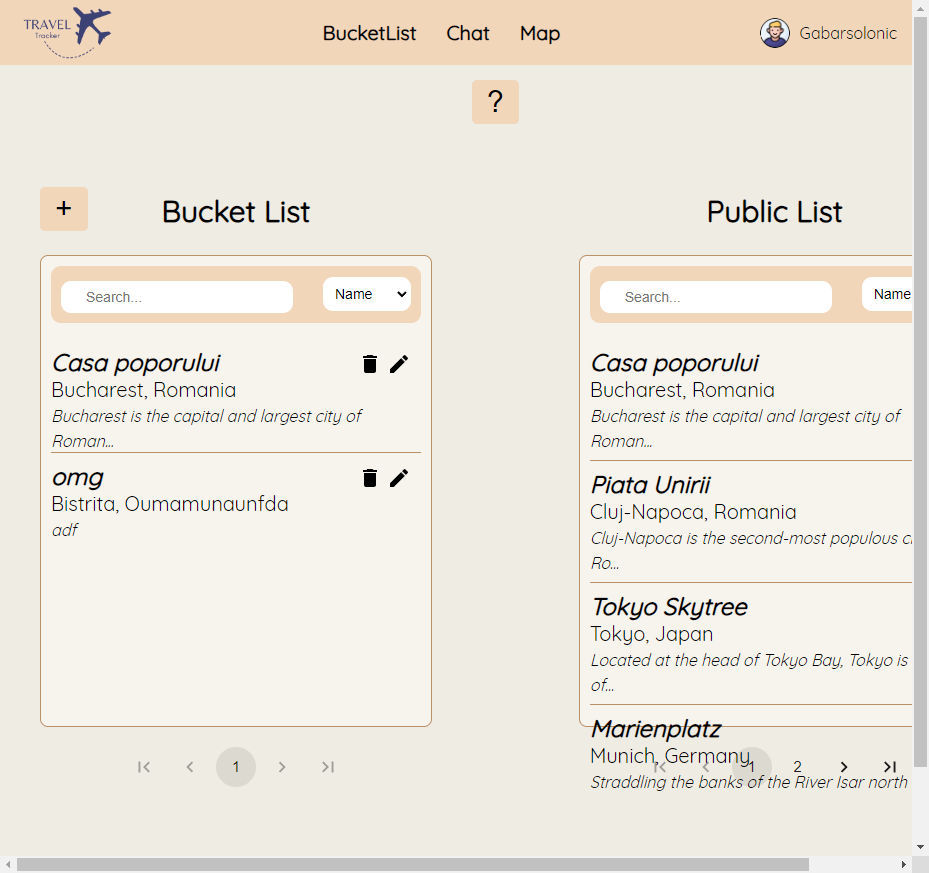 TRAVEL
Tracker
BucketList Chat Map
Gabarsolonic
?
+
Bucket List
Public List
Search...
Name
Search...
Name
Casa poporului
Bucharest, Romania
Bucharest is the capital and largest city of
Roman...
omg
Bistrita, Oumamunaunfda
adf
1
Casa poporului
Bucharest, Romania
Bucharest is the capital and largest city of
Roman...
Piata Unirii
Cluj-Napoca, Romania
Cluj-Napoca is the second-most populous
Ro...
Tokyo Skytree
Tokyo, Japan
Located at the head of Tokyo Bay, Tokyo is
of...
Marienplatz
Munich, Germany
Straddling the banks of the River Isar north
1 2